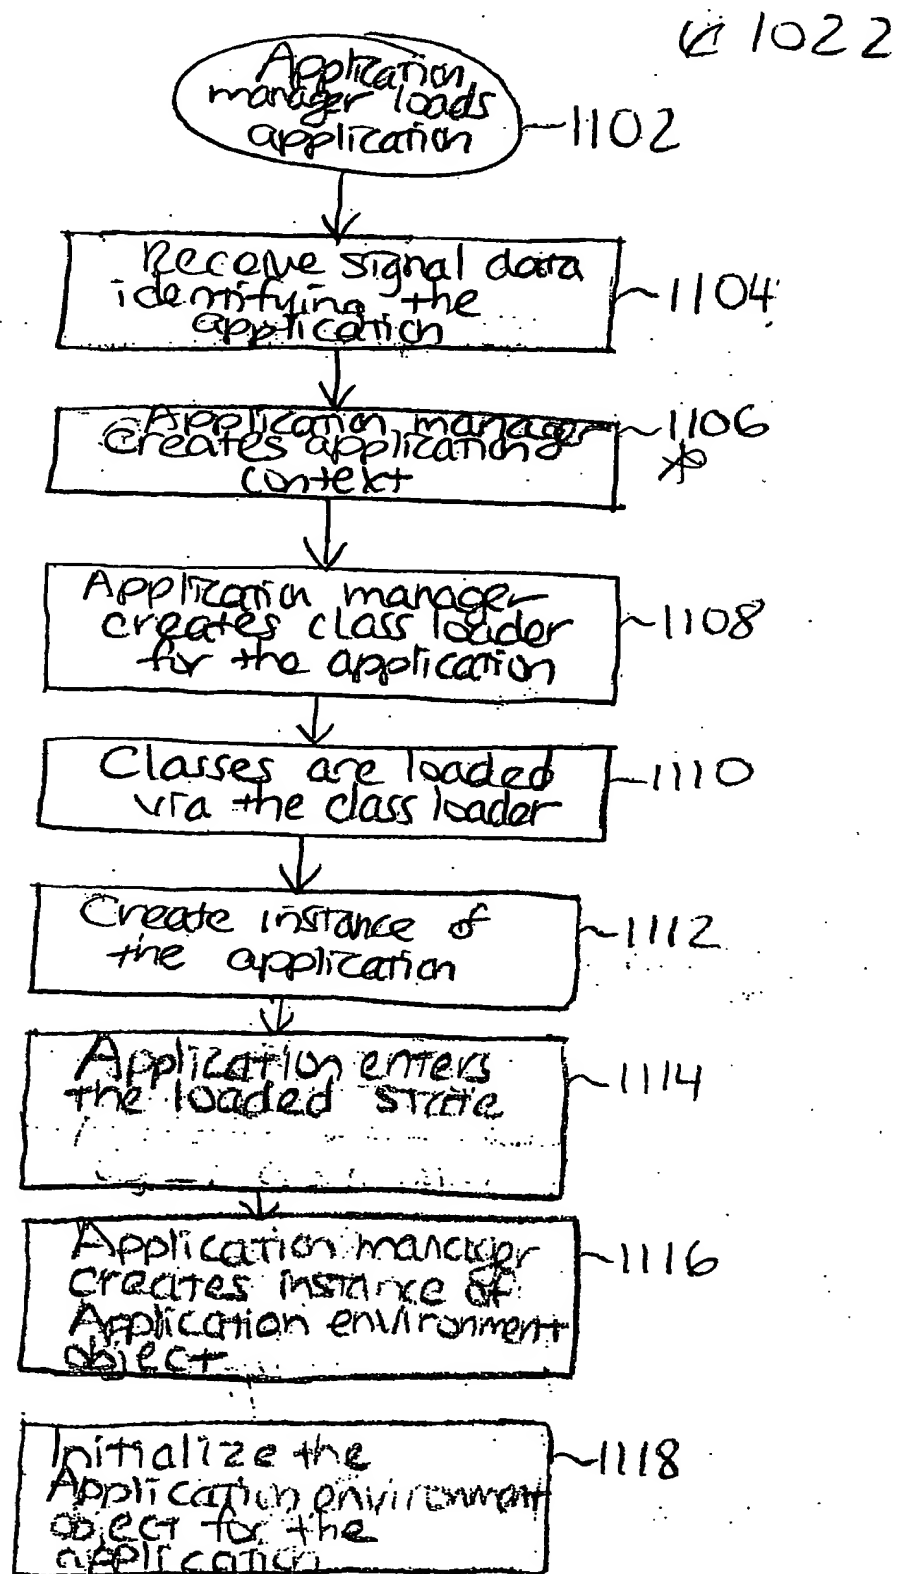 1022
Application
manager loads
application
1102
Receive signal data
identifying the
application
1104
Application manager
creates application
context
1106
Application manager
creates class loader
for the application
1108
Classes are loaded
via the class loader
1110
Create instance of
the application
1112
Application enters
the loaded state
1114
Application manager
creates instance of
Application environment
object
1116
Initialize the
Application environment
object for the
application
1118